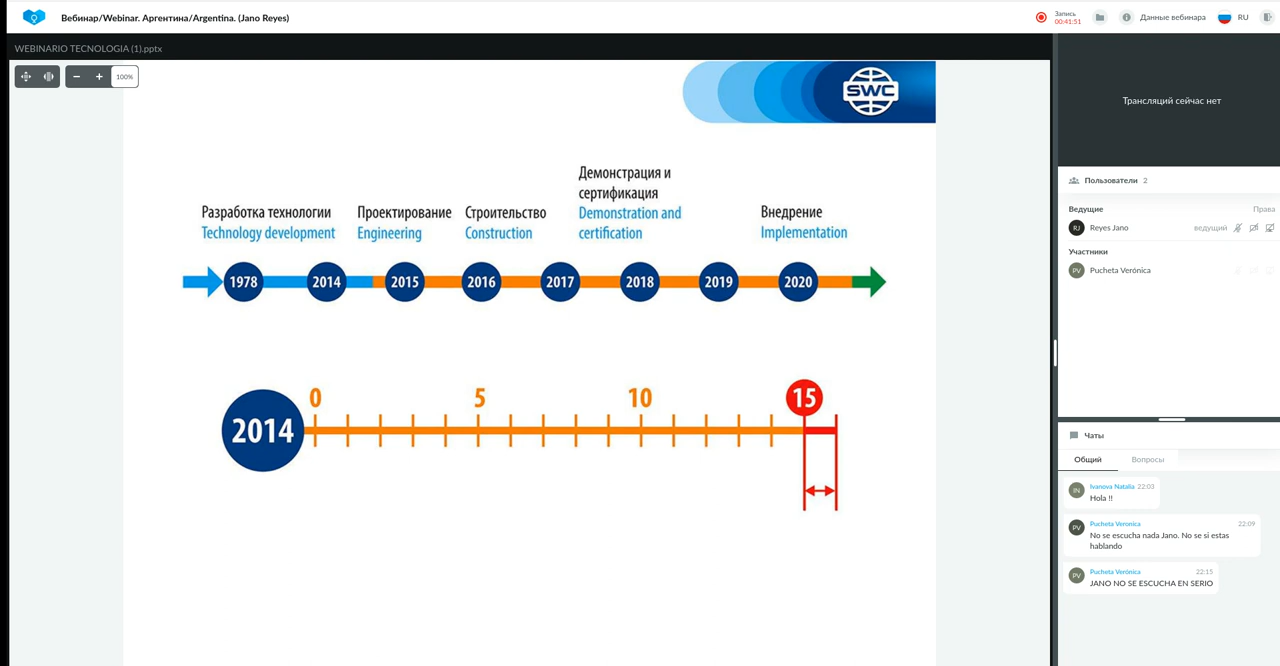 Вебинар/Webinar. Аргентина/Argentina. (Jano Reyes)
Запись
00:41:51
Данные вебинара
RU
WEBINARIO TECNOLOGIA (1).pptx
100%
SWC
Разработка технологии
Technology development
Проектирование
Engineering
Строительство
Construction
Демонстрация и
сертификация
Demonstration and
certification
Внедрение
Implementation
1978
2014
2015
2016
2017
2018
2019
2020
0
5
10
15
2014
Трансляций сейчас нет
Пользователи 2
Ведущие
Права
RJ
Reyes Jano
ведущий
Участники
PV
Pucheta Verónica
Чаты
Общий
Вопросы
IN
Ivanova Natalia 22:03
Hola !!
PV
Pucheta Veronica 22:09
No se escucha nada Jano. No se si estas
hablando
PV
Pucheta Verónica 22:15
JANO NO SE ESCUCHA EN SERIO